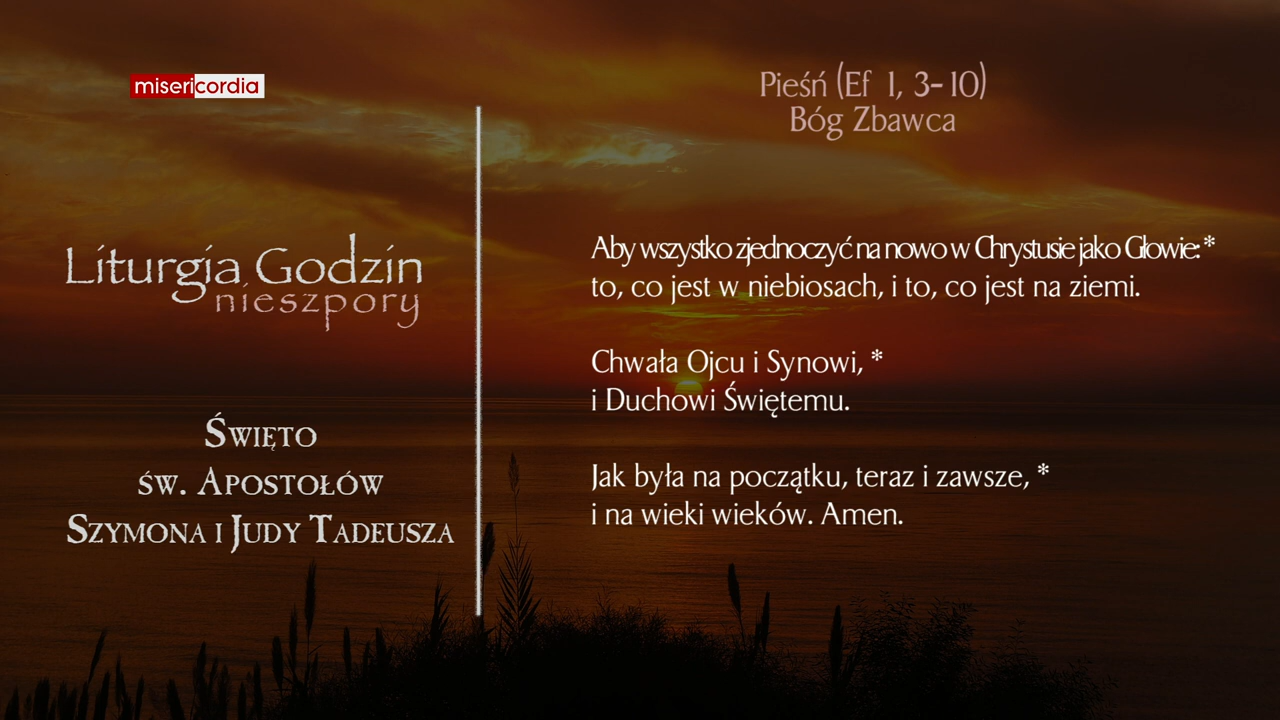 misericordia
Liturgia Godzin
nieszpory
Święto
św. Apostołów
Szymona i Judy Tadeusza
Pieśń (Ef 1, 3-10)
Bóg Zbawca
Aby wszystko zjednoczyć na nowo w Chrystusie jako Głowie: *
to, co jest w niebiosach, i to, co jest na ziemi.
Chwała Ojcu i Synowi, *
i Duchowi Świętemu.
Jak była na początku, teraz i zawsze, *
i na wieki wieków. Amen.